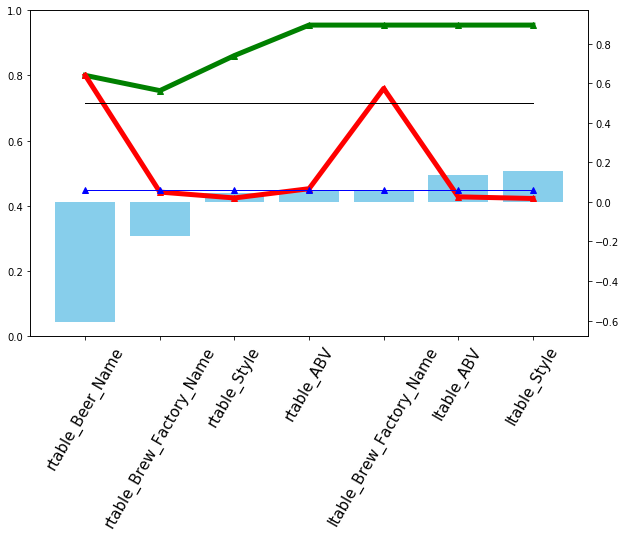 1.0
0.8
0.6
0.4
0.2
0.0
0.8
0.6
0.4
0.2
0.0
−0.2
−0.4
−0.6
rtable_Beer_Name
rtable_Brew_Factory_Name
rtable_Style
rtable_ABV
ltable_Brew_Factory_Name
ltable_ABV
ltable_Style